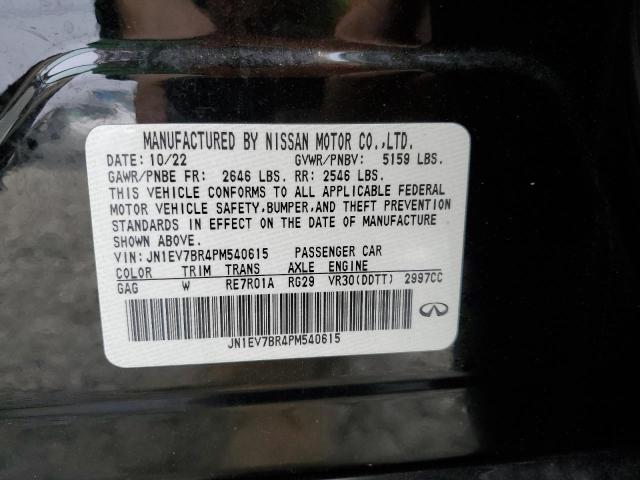 MANUFACTURED BY NISSAN MOTOR CO.,LTD.
DATE: 10/22 GVWR/PNBV: 5159 LBS.
GAWR/PNBE FR: 2646 LBS. RR: 2546 LBS.
THIS VEHICLE CONFORMS TO ALL APPLICABLE FEDERAL
MOTOR VEHICLE SAFETY,BUMPER,AND THEFT PREVENTION
STANDARDS IN EFFECT ON THE DATE OF MANUFACTURE
SHOWN ABOVE.
VIN: JN1EV7BR4PM540615 PASSENGER CAR
COLOR TRIM TRANS AXLE ENGINE
GAG W RE7R01A RG29 VR30(DDTT) 2997CC
JN1EV7BR4PM540615